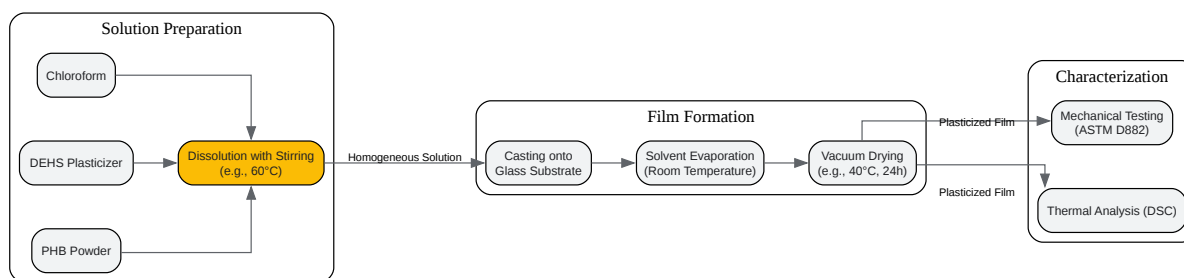 Solution Preparation
Chloroform
DEHS Plasticizer
PHB Powder
Dissolution with Stirring
(e.g., 60°C)
Homogeneous Solution
Film Formation
Casting onto
Glass Substrate
Solvent Evaporation
(Room Temperature)
Vacuum Drying
(e.g., 40°C, 24h)
Plasticized Film
Plasticized Film
Characterization
Mechanical Testing
(ASTM D882)
Thermal Analysis (DSC)